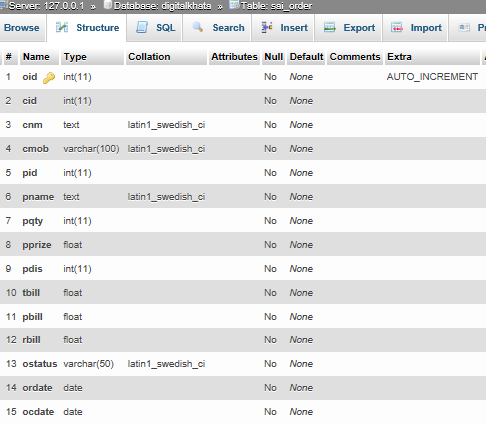 Server: 127.0.0.1 » Database: digitalkhata » Table: sai_order
Browse Structure SQL Search Insert Export Import
# Name Type Collation Attributes Null Default Comments Extra
1 oid int(11) No None AUTO_INCREMENT
2 cid int(11) No None
3 cnm text latin1_swedish_ci No None
4 cmob varchar(100) latin1_swedish_ci No None
5 pid int(11) No None
6 pname text latin1_swedish_ci No None
7 pqty int(11) No None
8 pprize float No None
9 pdis int(11) No None
10 tbill float No None
11 pbill float No None
12 rbill float No None
13 ostatus varchar(50) latin1_swedish_ci No None
14 ordate date No None
15 ocdate date No None